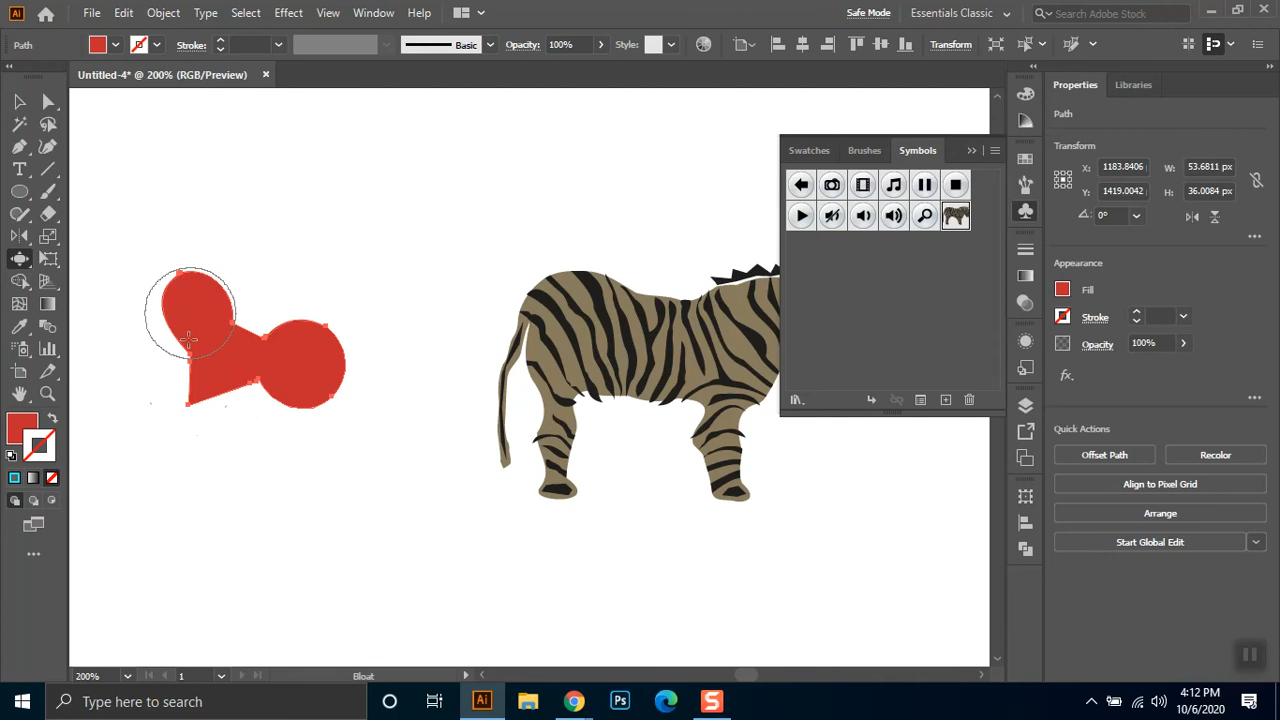 Ai File Edit Object Type Select Effect View Window Help Safe Mode Essentials Classic Search Adobe Stock
Path Stroke: Basic Opacity: 100% Style: Transform
Untitled-4* @ 200% (RGB/Preview)
Properties Libraries
Path
Transform
X: 1183.8406 W: 53.6811 px
Y: 1419.0042 H: 36.0084 px
0°
Appearance
Fill
Stroke
Opacity 100%
fx
Quick Actions
Offset Path Recolor
Align to Pixel Grid
Arrange
Start Global Edit
Swatches Brushes Symbols
200% 1 Bloat
Type here to search
Ai Ps S
4:12 PM
10/6/2020